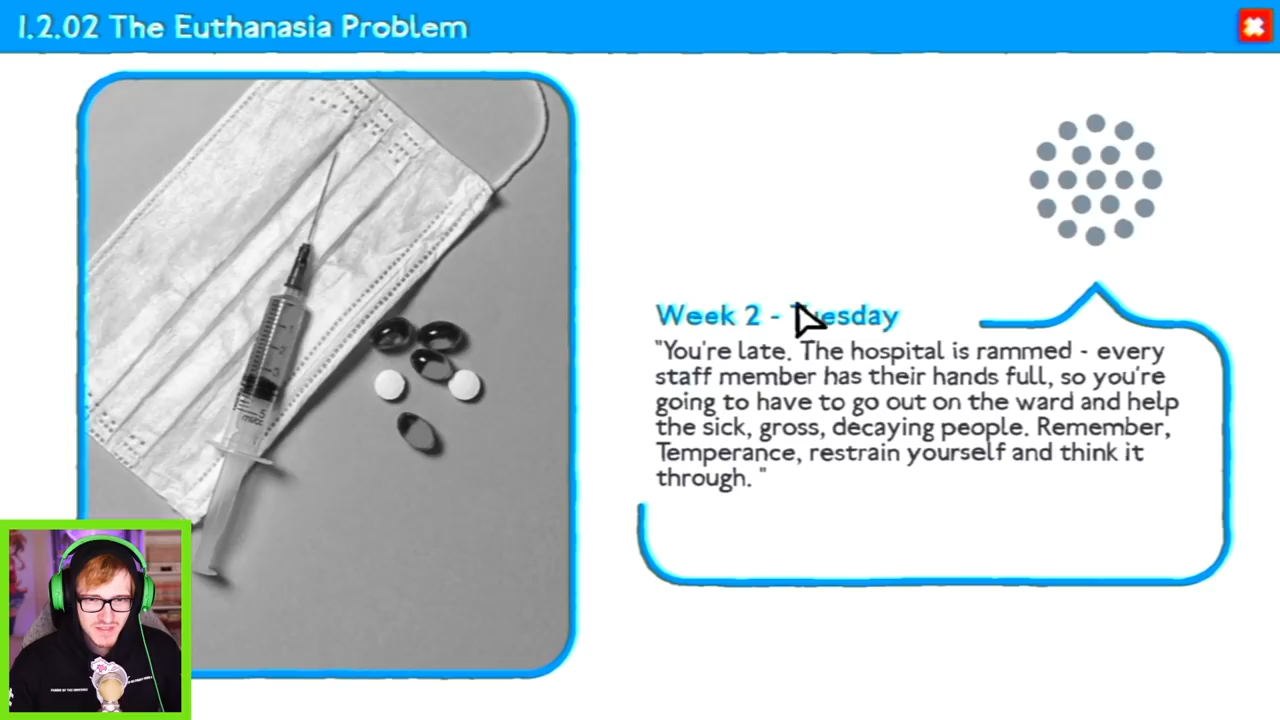 1.2.02 The Euthanasia Problem
Week 2 - Tuesday
"You're late. The hospital is rammed - every
staff member has their hands full, so you're
going to have to go out on the ward and help
the sick, gross, decaying people. Remember,
Temperance, restrain yourself and think it
through. "